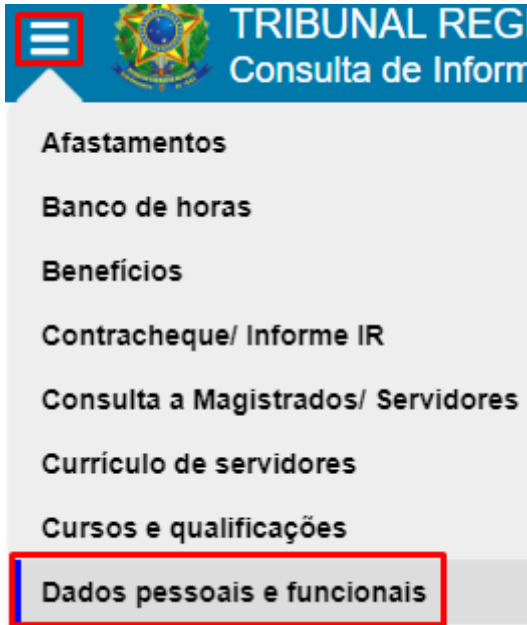 TRIBUNAL REG
Consulta de Inform
Afastamentos
Banco de horas
Benefícios
Contracheque/ Informe IR
Consulta a Magistrados/ Servidores
Currículo de servidores
Cursos e qualificações
Dados pessoais e funcionais